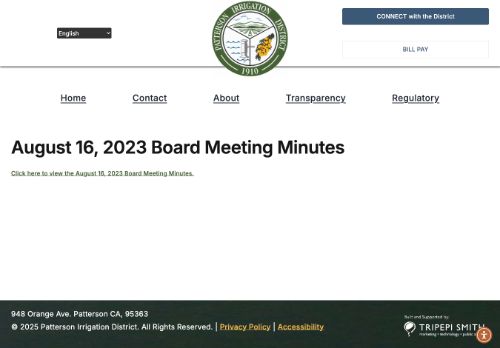 English
PATTERSON IRRIGATION DISTRICT
1910
CONNECT with the District
BILL PAY
Home
Contact
About
Transparency
Regulatory
August 16, 2023 Board Meeting Minutes
Click here to view the August 16, 2023 Board Meeting Minutes.
948 Orange Ave. Patterson CA, 95363
© 2025 Patterson Irrigation District. All Rights Reserved. | Privacy Policy | Accessibility
Built and Supported by:
TRIPEPI SMITH
marketing • technology • public